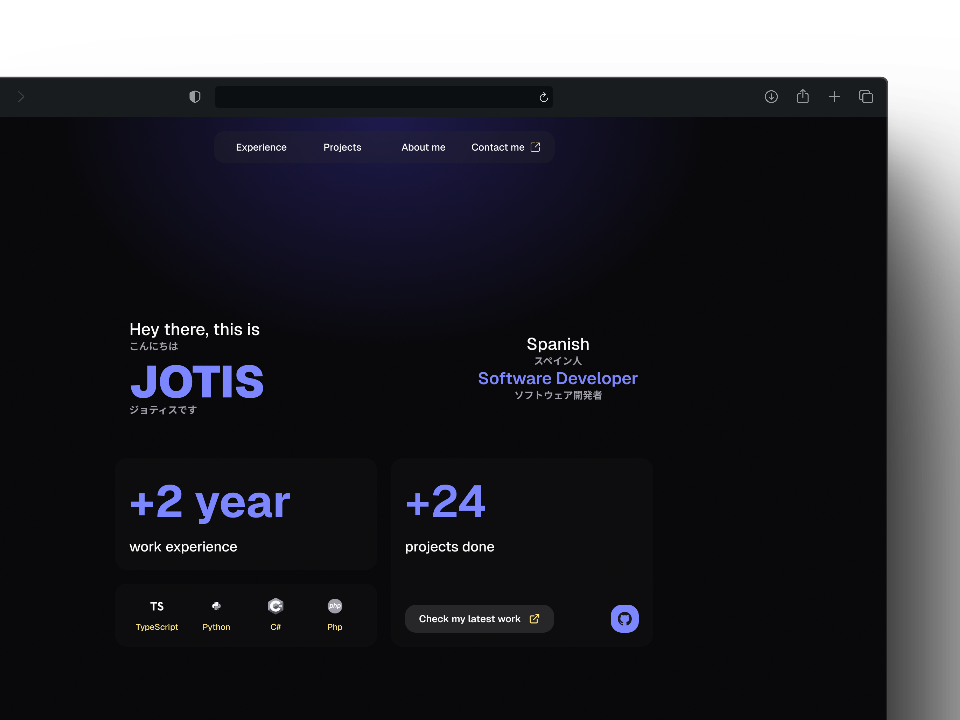 Experience Projects About me Contact me
Hey there, this is
こんにちは
JOTIS
ジョティスです
Spanish
スペイン人
Software Developer
ソフトウェア開発者
+2 year
work experience
+24
projects done
TS
TypeScript
Python
C#
php
Php
Check my latest work